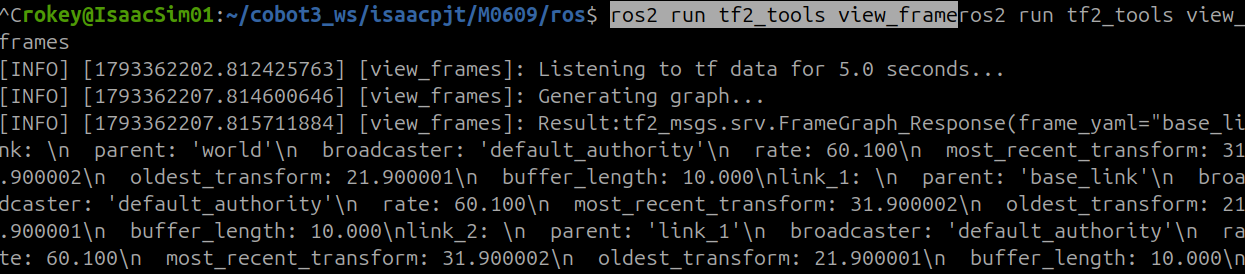 ^Crokey@IsaacSim01:~/cobot3_ws/isaacpjt/M0609/ros$ ros2 run tf2_tools view_frameros2 run tf2_tools view_
frames
[INFO] [1793362202.812425763] [view_frames]: Listening to tf data for 5.0 seconds...
[INFO] [1793362207.814600646] [view_frames]: Generating graph...
[INFO] [1793362207.815711884] [view_frames]: Result:tf2_msgs.srv.FrameGraph_Response(frame_yaml="base_li
nk: \n  parent: 'world'\n  broadcaster: 'default_authority'\n  rate: 60.100\n  most_recent_transform: 31
.900002\n  oldest_transform: 21.900001\n  buffer_length: 10.000\nlink_1: \n  parent: 'base_link'\n  broa
dcaster: 'default_authority'\n  rate: 60.100\n  most_recent_transform: 31.900002\n  oldest_transform: 21
.900001\n  buffer_length: 10.000\nlink_2: \n  parent: 'link_1'\n  broadcaster: 'default_authority'\n  ra
te: 60.100\n  most_recent_transform: 31.900002\n  oldest_transform: 21.900001\n  buffer_length: 10.000\n